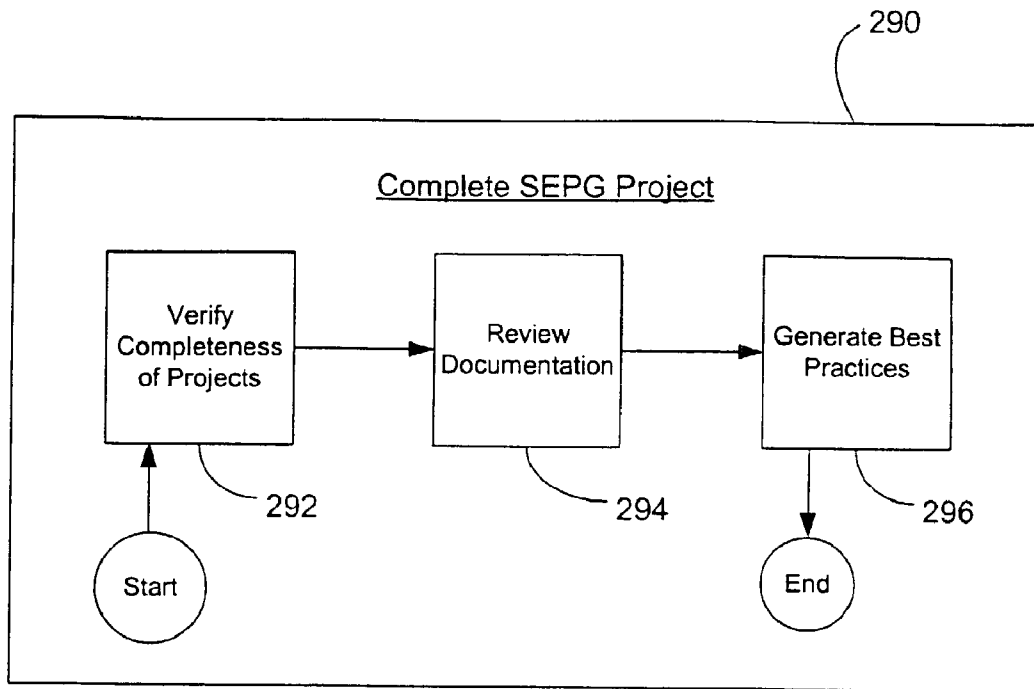 290
Complete SEPG Project
Verify
Completeness
of Projects
Review
Documentation
Generate Best
Practices
292
294
296
Start
End